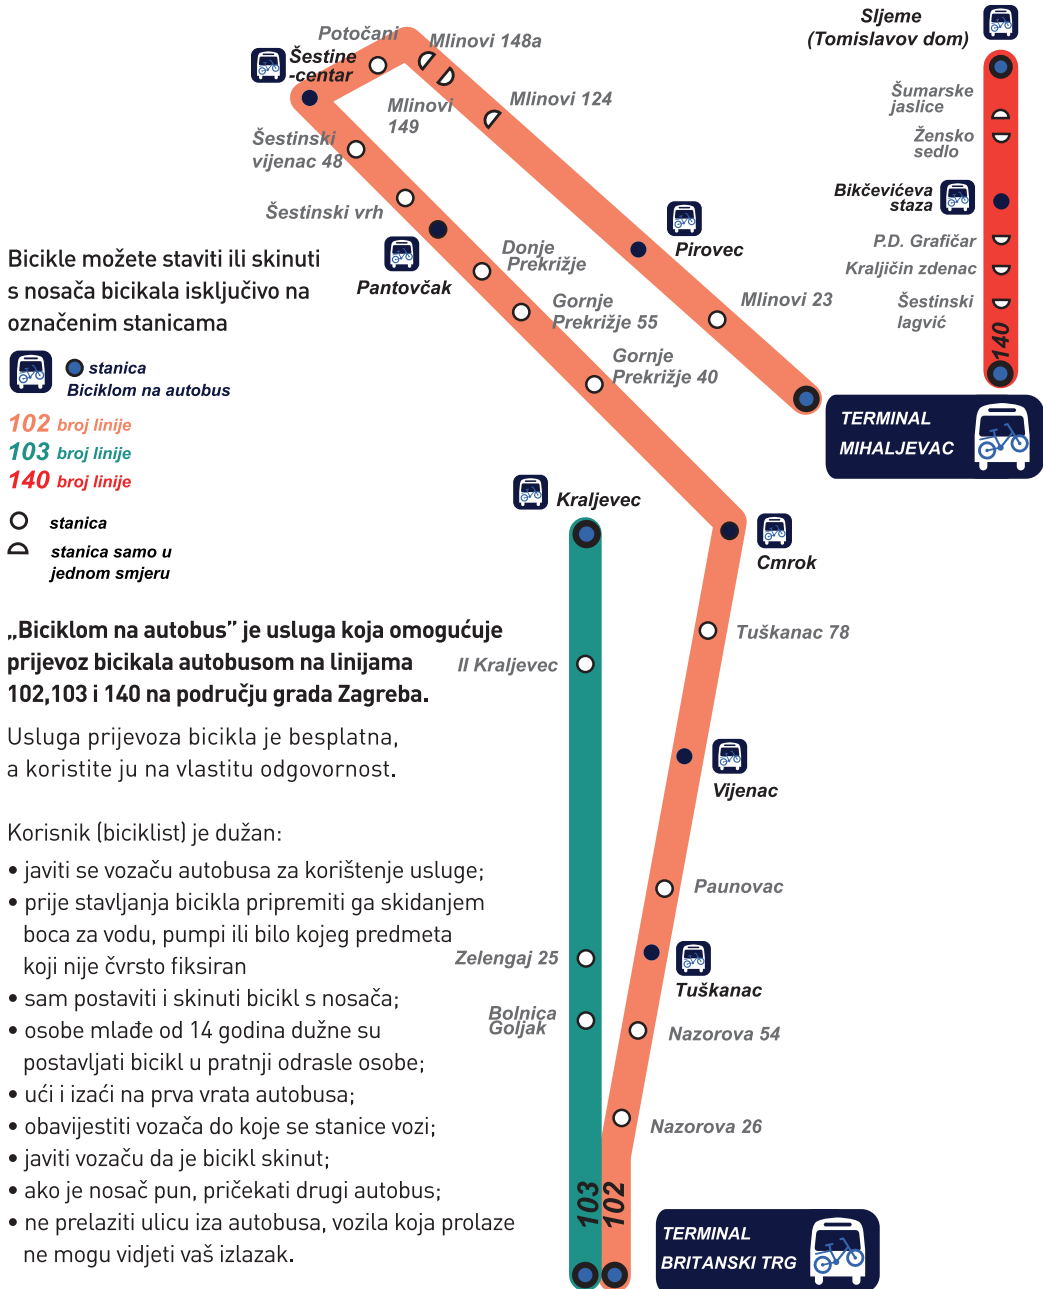 Sljeme
(Tomislavov dom)
Potočani
Mlinovi 148a
Šestine
-centar
Mlinovi
149
Mlinovi 124
Šumarske
jaslice
Žensko
sedlo
Šestinski
vijenac 48
Bikčevićeva
staza
Šestinski vrh
P.D. Grafičar
Pirovec
Donje
Prekrižje
Kraljičin zdenac
Pantovčak
Mlinovi 23
Gornje
Prekrižje 55
Šestinski
lagvić
140
Gornje
Prekrižje 40
Bicikle možete staviti ili skinuti
s nosača bicikala isključivo na
označenim stanicama
stanica
Biciklom na autobus
102 broj linije
103 broj linije
140 broj linije
stanica
stanica samo u
jednom smjeru
TERMINAL
MIHALJEVAC
Kraljevec
Cmrok
„Biciklom na autobus” je usluga koja omogućuje
prijevoz bicikala autobusom na linijama
102,103 i 140 na području grada Zagreba.
II Kraljevec
Tuškanac 78
Usluga prijevoza bicikla je besplatna,
a koristite ju na vlastitu odgovornost.
Vijenac
Korisnik (biciklist) je dužan:
• javiti se vozaču autobusa za korištenje usluge;
• prije stavljanja bicikla pripremiti ga skidanjem
boca za vodu, pumpi ili bilo kojeg predmeta
koji nije čvrsto fiksiran
• sam postaviti i skinuti bicikl s nosača;
• osobe mlađe od 14 godina dužne su
postavljati bicikl u pratnji odrasle osobe;
• ući i izaći na prva vrata autobusa;
• obavijestiti vozača do koje se stanice vozi;
• javiti vozaču da je bicikl skinut;
• ako je nosač pun, pričekati drugi autobus;
• ne prelaziti ulicu iza autobusa, vozila koja prolaze
ne mogu vidjeti vaš izlazak.
Paunovac
Zelengaj 25
Tuškanac
Bolnica
Goljak
Nazorova 54
Nazorova 26
103
102
TERMINAL
BRITANSKI TRG